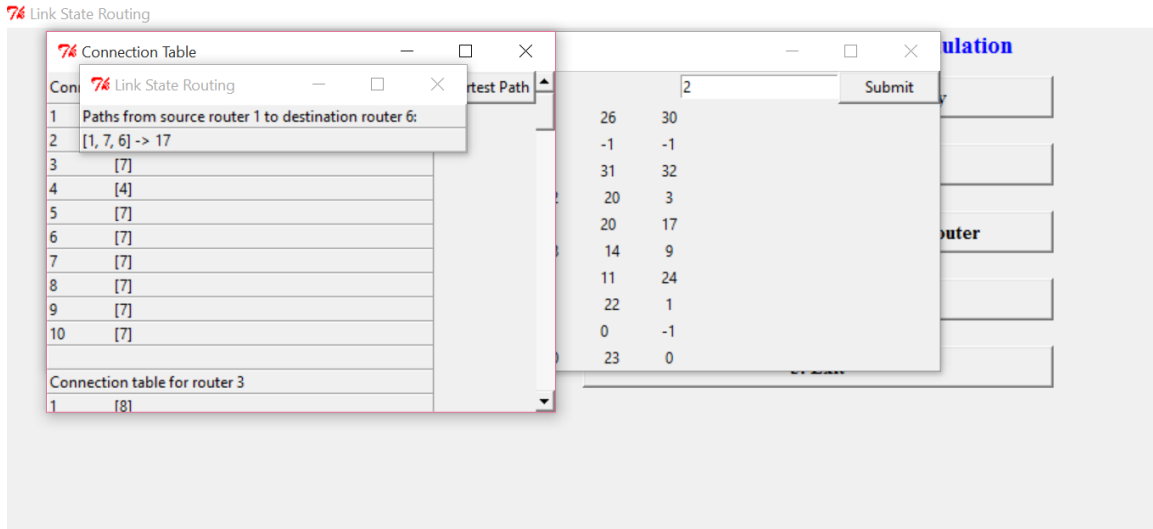 Link State Routing
Connection Table
ulation
Link State Routing
rtest Path
2
Submit
Paths from source router 1 to destination router 6:
[1, 7, 6] -> 17
1
2
3 [7]
4 [4]
5 [7]
6 [7]
7 [7]
8 [7]
9 [7]
10 [7]
Connection table for router 3
1 [8]
26 30
-1 -1
31 32
20 3
20 17
14 9
11 24
22 1
0 -1
23 0
outer